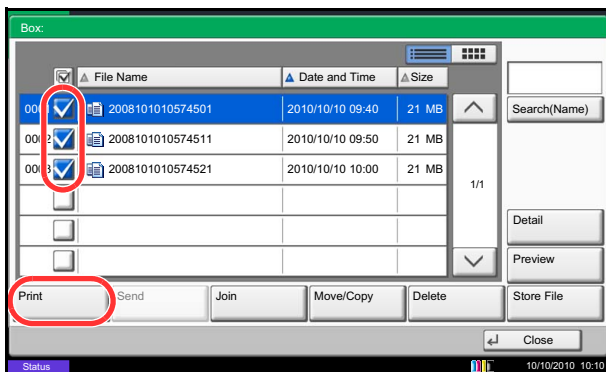 Box:
File Name Date and Time Size
0001 2008101010574501 2010/10/10 09:40 21 MB
Search(Name)
0002 2008101010574511 2010/10/10 09:50 21 MB
0003 2008101010574521 2010/10/10 10:00 21 MB
1/1
Detail
Preview
Print Send Join Move/Copy Delete Store File
Close
Status 10/10/2010 10:10